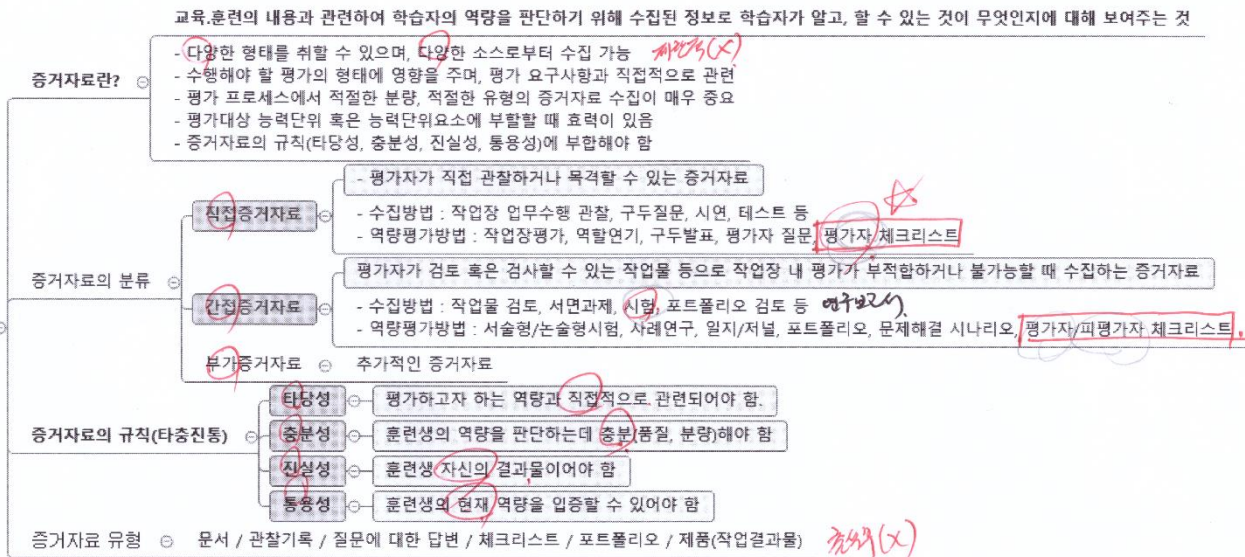 교육.훈련의 내용과 관련하여 학습자의 역량을 판단하기 위해 수집된 정보로 학습자가 알고, 할 수 있는 것이 무엇인지에 대해 보여주는 것
증거자료란?
- 다양한 형태를 취할 수 있으며, 다양한 소스로부터 수집 가능 (X)
- 수행해야 할 평가의 형태에 영향을 주며, 평가 요구사항과 직접적으로 관련
- 평가 프로세스에서 적절한 분량, 적절한 유형의 증거자료 수집이 매우 중요
- 평가대상 능력단위 혹은 능력단위요소에 부할할 때 효력이 있음
- 증거자료의 규칙(타당성, 충분성, 진실성, 통용성)에 부합해야 함
증거자료의 분류
직접증거자료
- 평가자가 직접 관찰하거나 목격할 수 있는 증거자료
- 수집방법 : 작업장 업무수행 관찰, 구두질문, 시연, 테스트 등
- 역량평가방법 : 작업장평가, 역할연기, 구두발표, 평가자 질문, 평가자 체크리스트
간접증거자료
평가자가 검토 혹은 검사할 수 있는 작업물 등으로 작업장 내 평가가 부적합하거나 불가능할 때 수집하는 증거자료
- 수집방법 : 작업물 검토, 서면과제, 시험, 포트폴리오 검토 등 연구보고서
- 역량평가방법 : 서술형/논술형시험, 사례연구, 일지/저널, 포트폴리오, 문제해결 시나리오, 평가자/피평가자 체크리스트
부가증거자료 추가적인 증거자료
증거자료의 규칙(타충진통)
타당성 평가하고자 하는 역량과 직접적으로 관련되어야 함.
충분성 훈련생의 역량을 판단하는데 충분(품질, 분량)해야 함
진실성 훈련생 자신의 결과물이어야 함
통용성 훈련생의 현재 역량을 입증할 수 있어야 함
증거자료 유형 문서 / 관찰기록 / 질문에 대한 답변 / 체크리스트 / 포트폴리오 / 제품(작업결과물) (X)